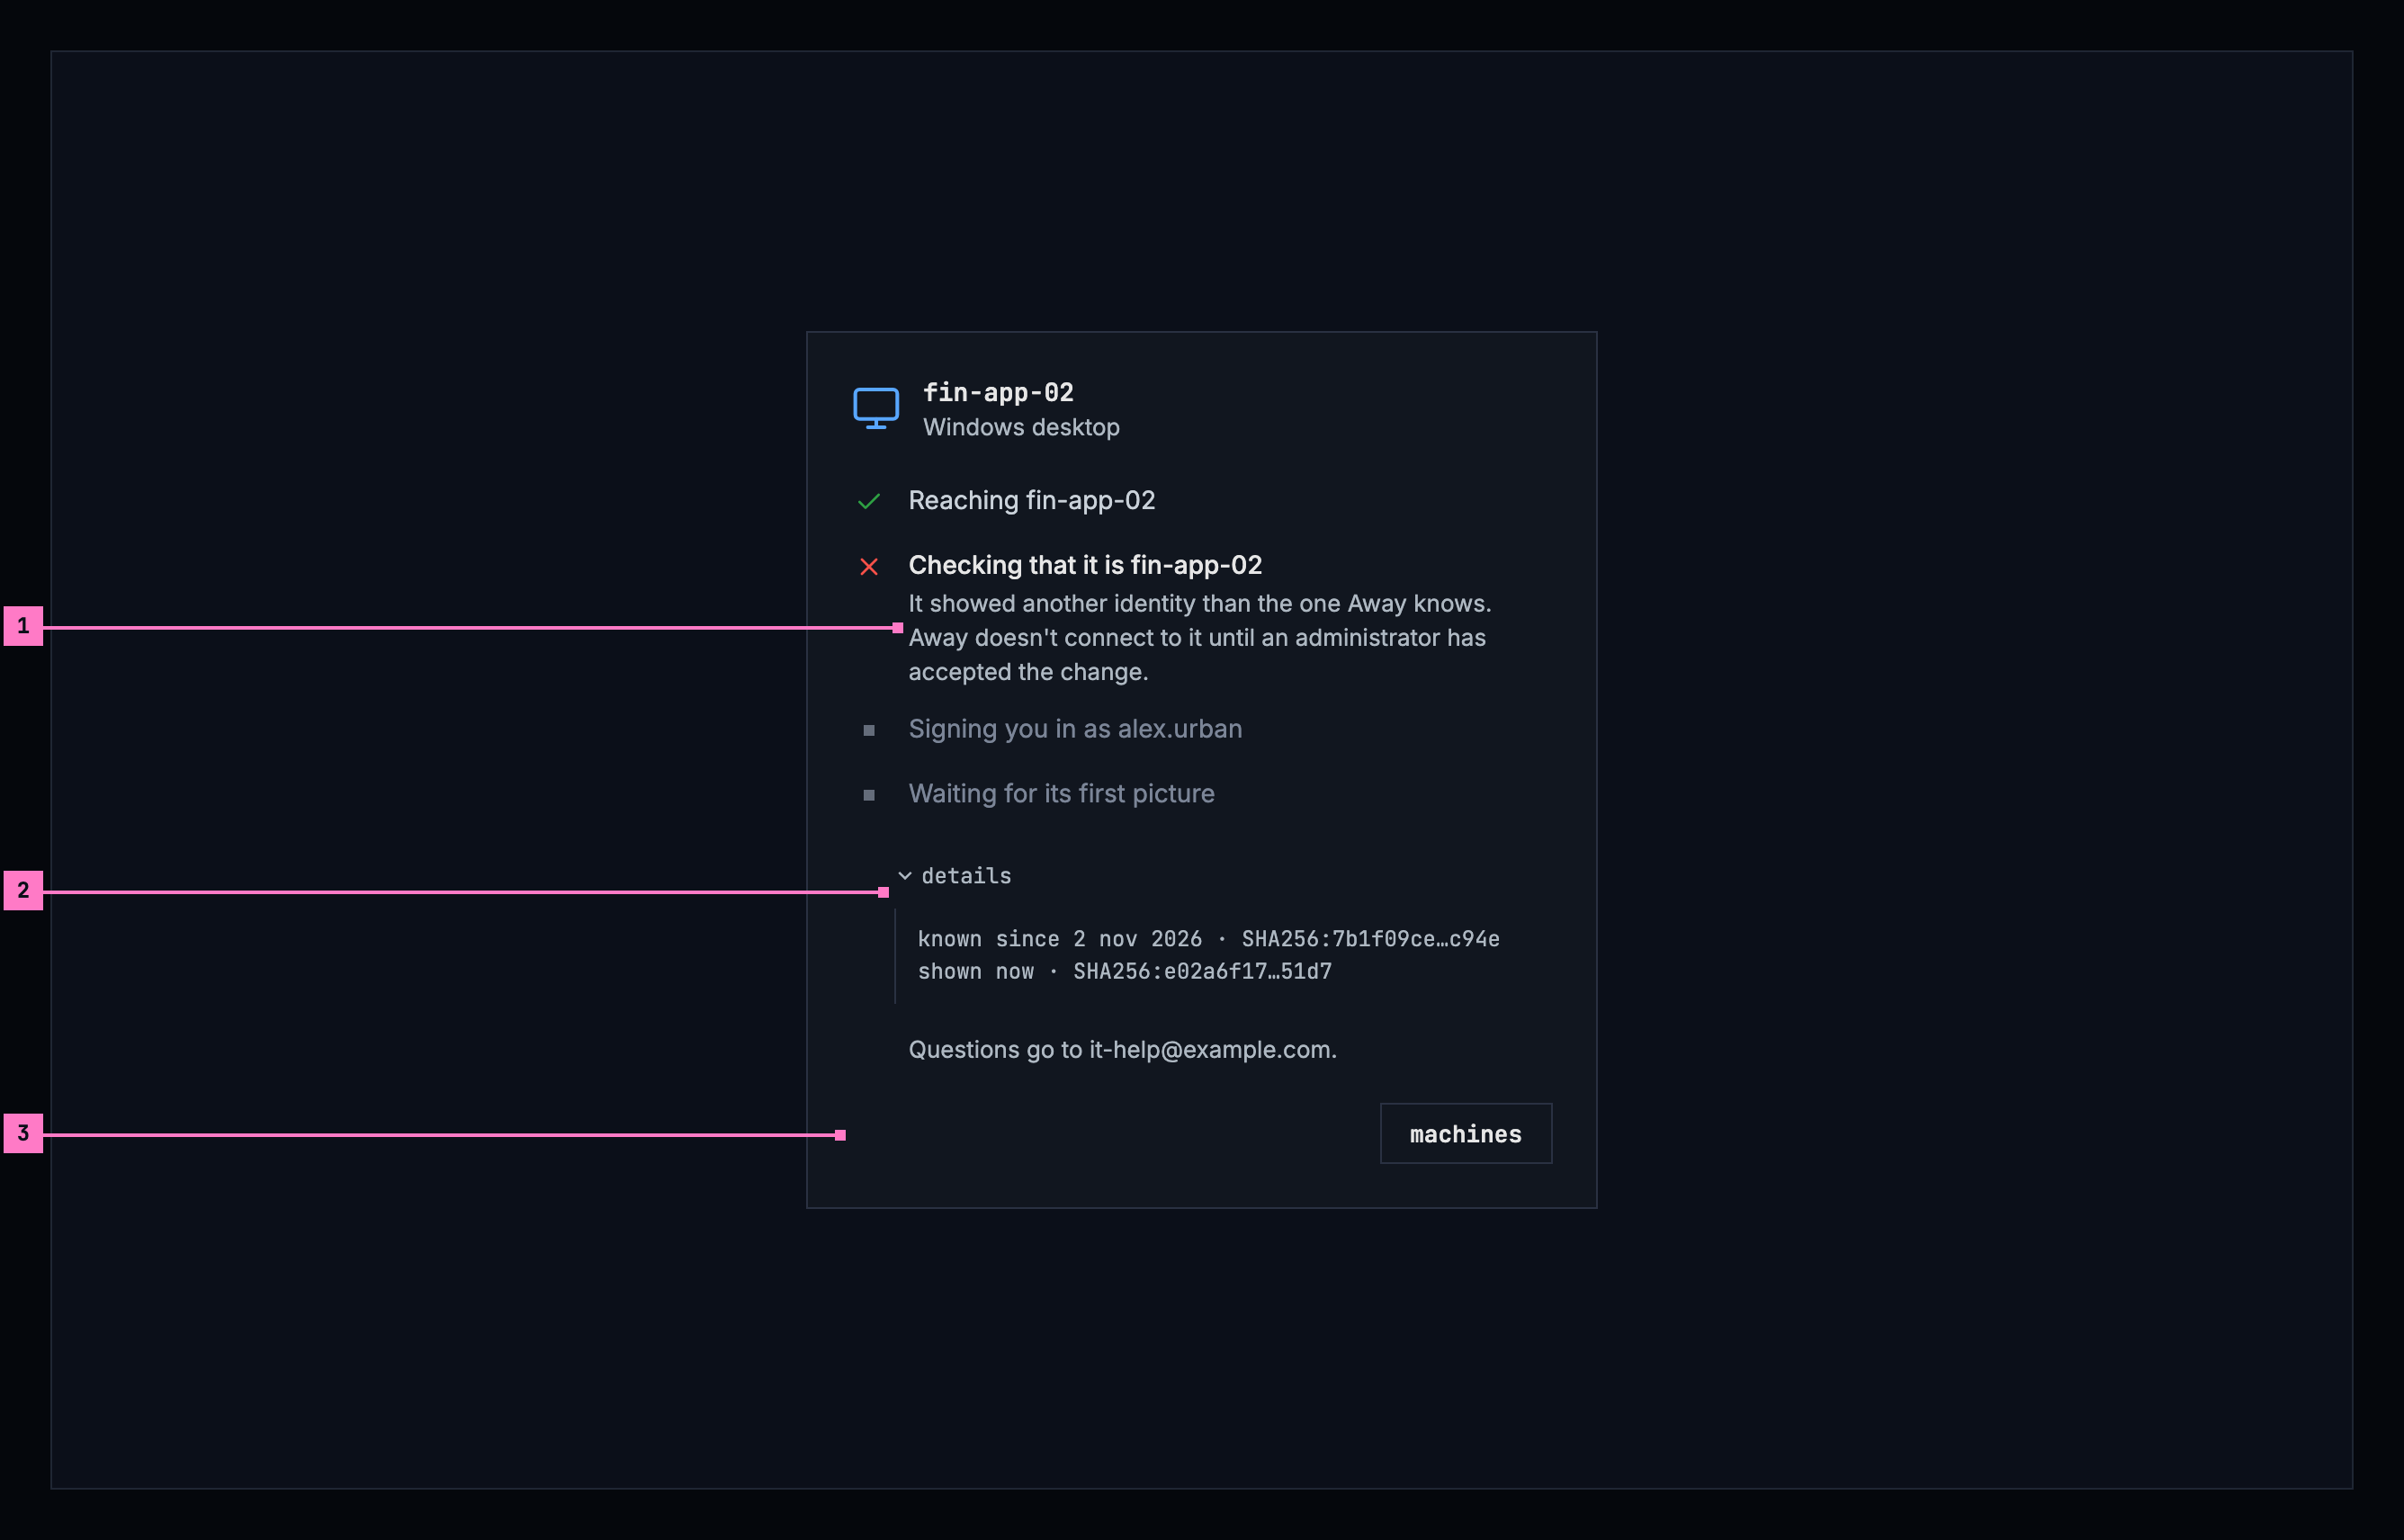 fin-app-02
Windows desktop
Reaching fin-app-02
Checking that it is fin-app-02
It showed another identity than the one Away knows.
1
Away doesn't connect to it until an administrator has
accepted the change.
Signing you in as alex.urban
Waiting for its first picture
details
2
known since 2 nov 2026 · SHA256:7b1f09ce…c94e
shown now · SHA256:e02a6f17…51d7
Questions go to it-help@example.com.
3
machines